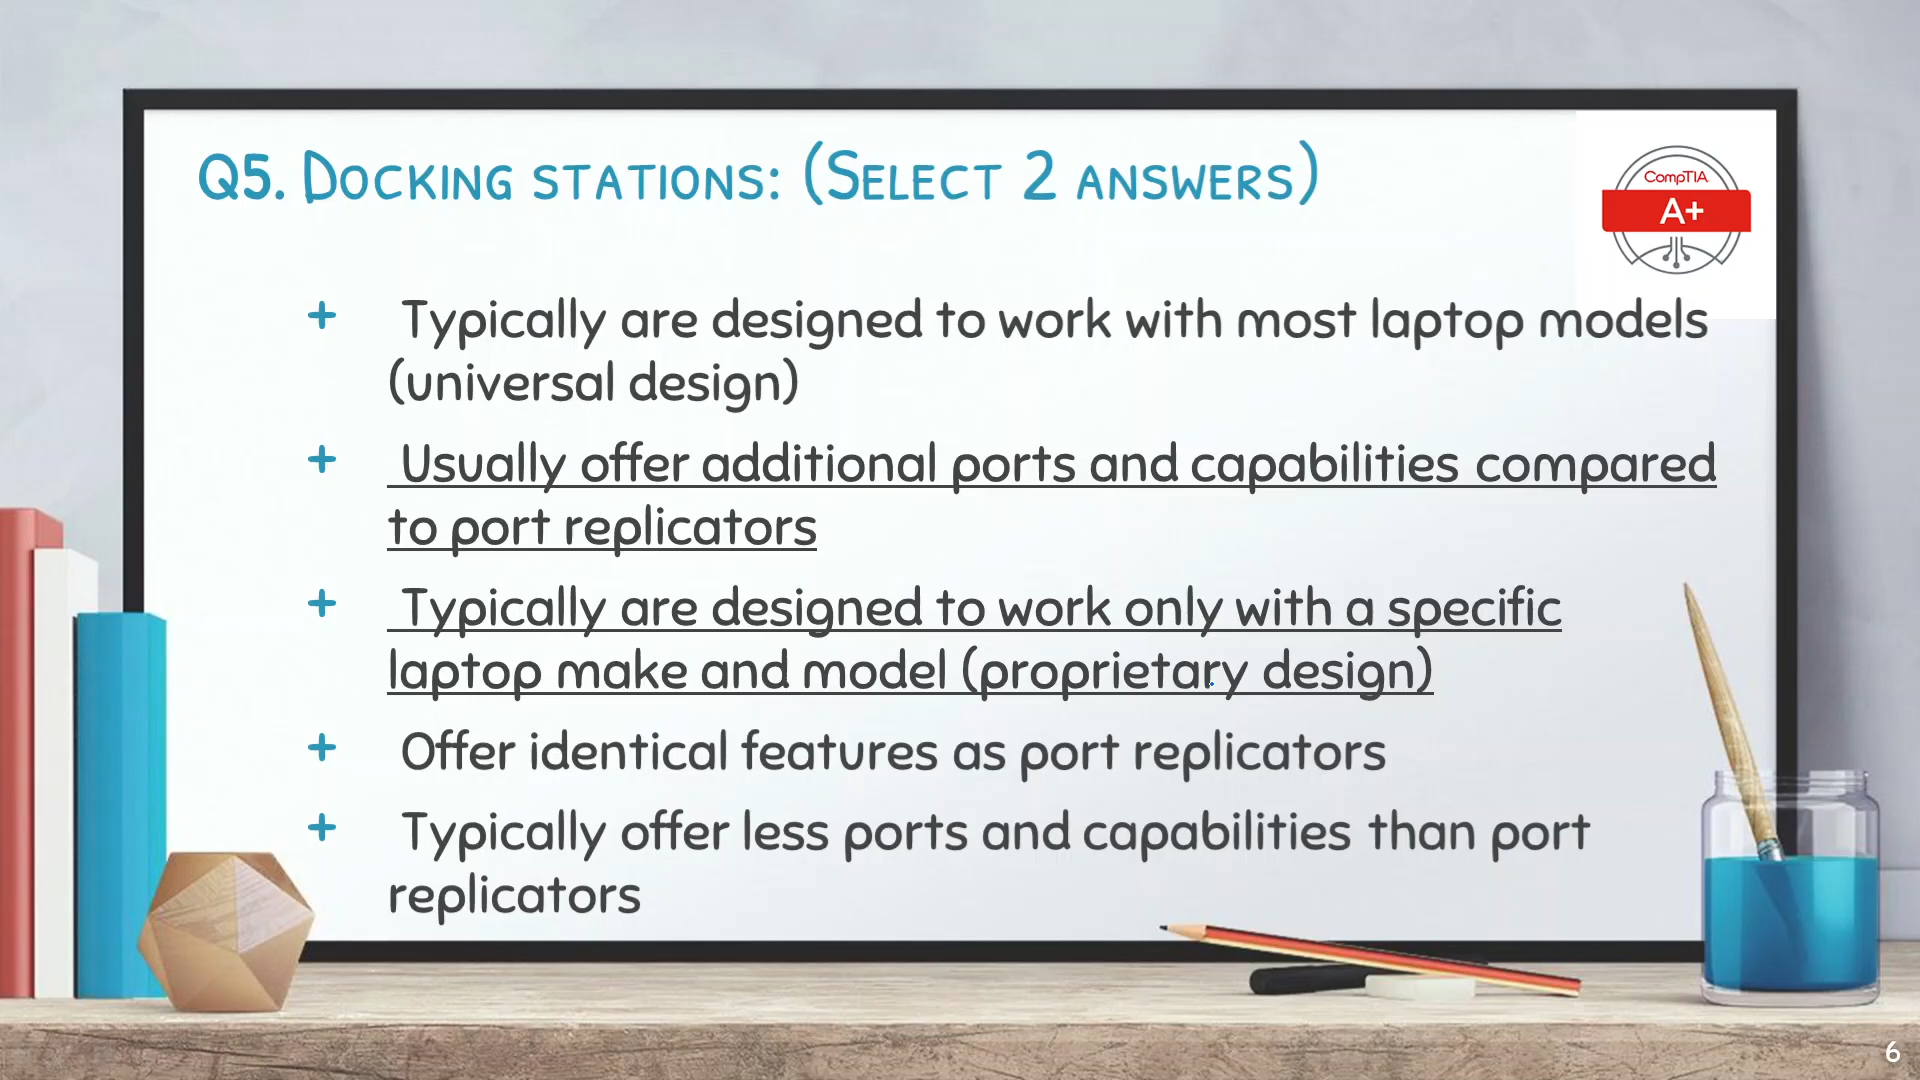 Q5. Docking stations: (Select 2 answers)
CompTIA
A+
+ Typically are designed to work with most laptop models
(universal design)
+ Usually offer additional ports and capabilities compared
to port replicators
+ Typically are designed to work only with a specific
laptop make and model (proprietary design)
+ Offer identical features as port replicators
+ Typically offer less ports and capabilities than port
replicators
6